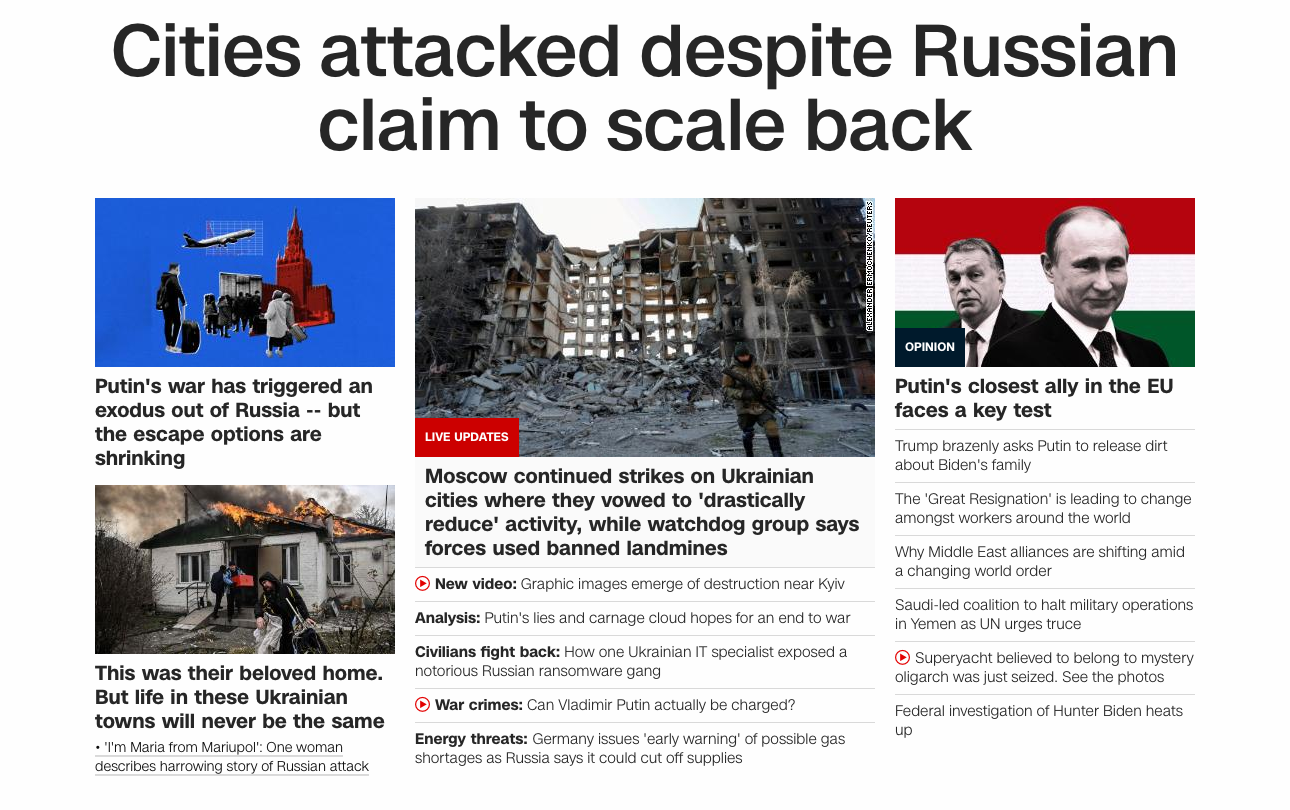 Cities attacked despite Russian
claim to scale back
Putin's war has triggered an
exodus out of Russia -- but
the escape options are
shrinking
This was their beloved home.
But life in these Ukrainian
towns will never be the same
• 'I'm Maria from Mariupol': One woman
describes harrowing story of Russian attack
ALEXANDER ERMOCHENKO/REUTERS
LIVE UPDATES
Moscow continued strikes on Ukrainian
cities where they vowed to 'drastically
reduce' activity, while watchdog group says
forces used banned landmines
New video: Graphic images emerge of destruction near Kyiv
Analysis: Putin's lies and carnage cloud hopes for an end to war
Civilians fight back: How one Ukrainian IT specialist exposed a
notorious Russian ransomware gang
War crimes: Can Vladimir Putin actually be charged?
Energy threats: Germany issues 'early warning' of possible gas
shortages as Russia says it could cut off supplies
OPINION
Putin's closest ally in the EU
faces a key test
Trump brazenly asks Putin to release dirt
about Biden's family
The 'Great Resignation' is leading to change
amongst workers around the world
Why Middle East alliances are shifting amid
a changing world order
Saudi-led coalition to halt military operations
in Yemen as UN urges truce
Superyacht believed to belong to mystery
oligarch was just seized. See the photos
Federal investigation of Hunter Biden heats
up